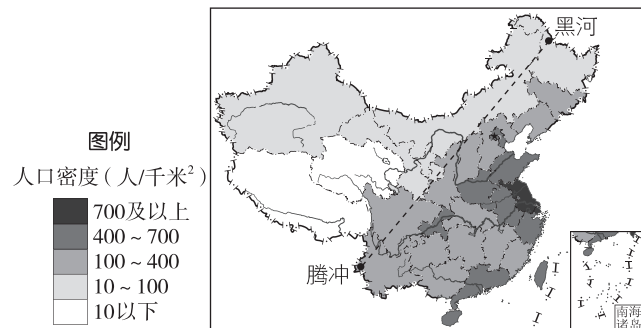 黑河
图例
人口密度(人/千米²)
700及以上
400~700
100~400
10~100
10以下
腾冲
南海
诸岛